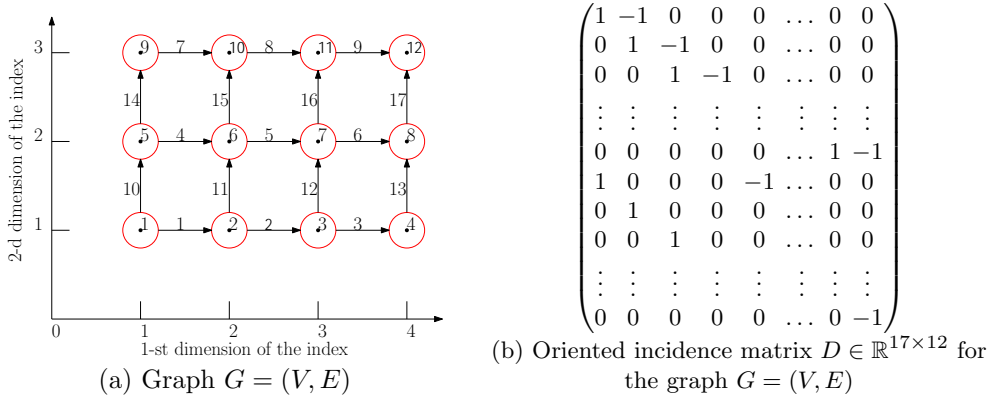 3
9
7
10
8
11
9
12
14
15
16
17
2
5
4
6
5
7
6
8
10
11
12
13
1
1
1
2
2
3
3
4
2-d dimension of the index
0
1
2
3
4
1-st dimension of the index
(a) Graph G = (V, E)
1 −1 0 0 0 … 0 0
0 1 −1 0 0 … 0 0
0 0 1 −1 0 … 0 0
⋮ ⋮ ⋮ ⋮ ⋮ ⋮ ⋮ ⋮
0 0 0 0 0 … 1 −1
1 0 0 0 −1 … 0 0
0 1 0 0 0 … 0 0
0 0 1 0 0 … 0 0
⋮ ⋮ ⋮ ⋮ ⋮ ⋮ ⋮ ⋮
0 0 0 0 0 … 0 −1
(b) Oriented incidence matrix D ∈ ℝ^{17×12} for
the graph G = (V, E)